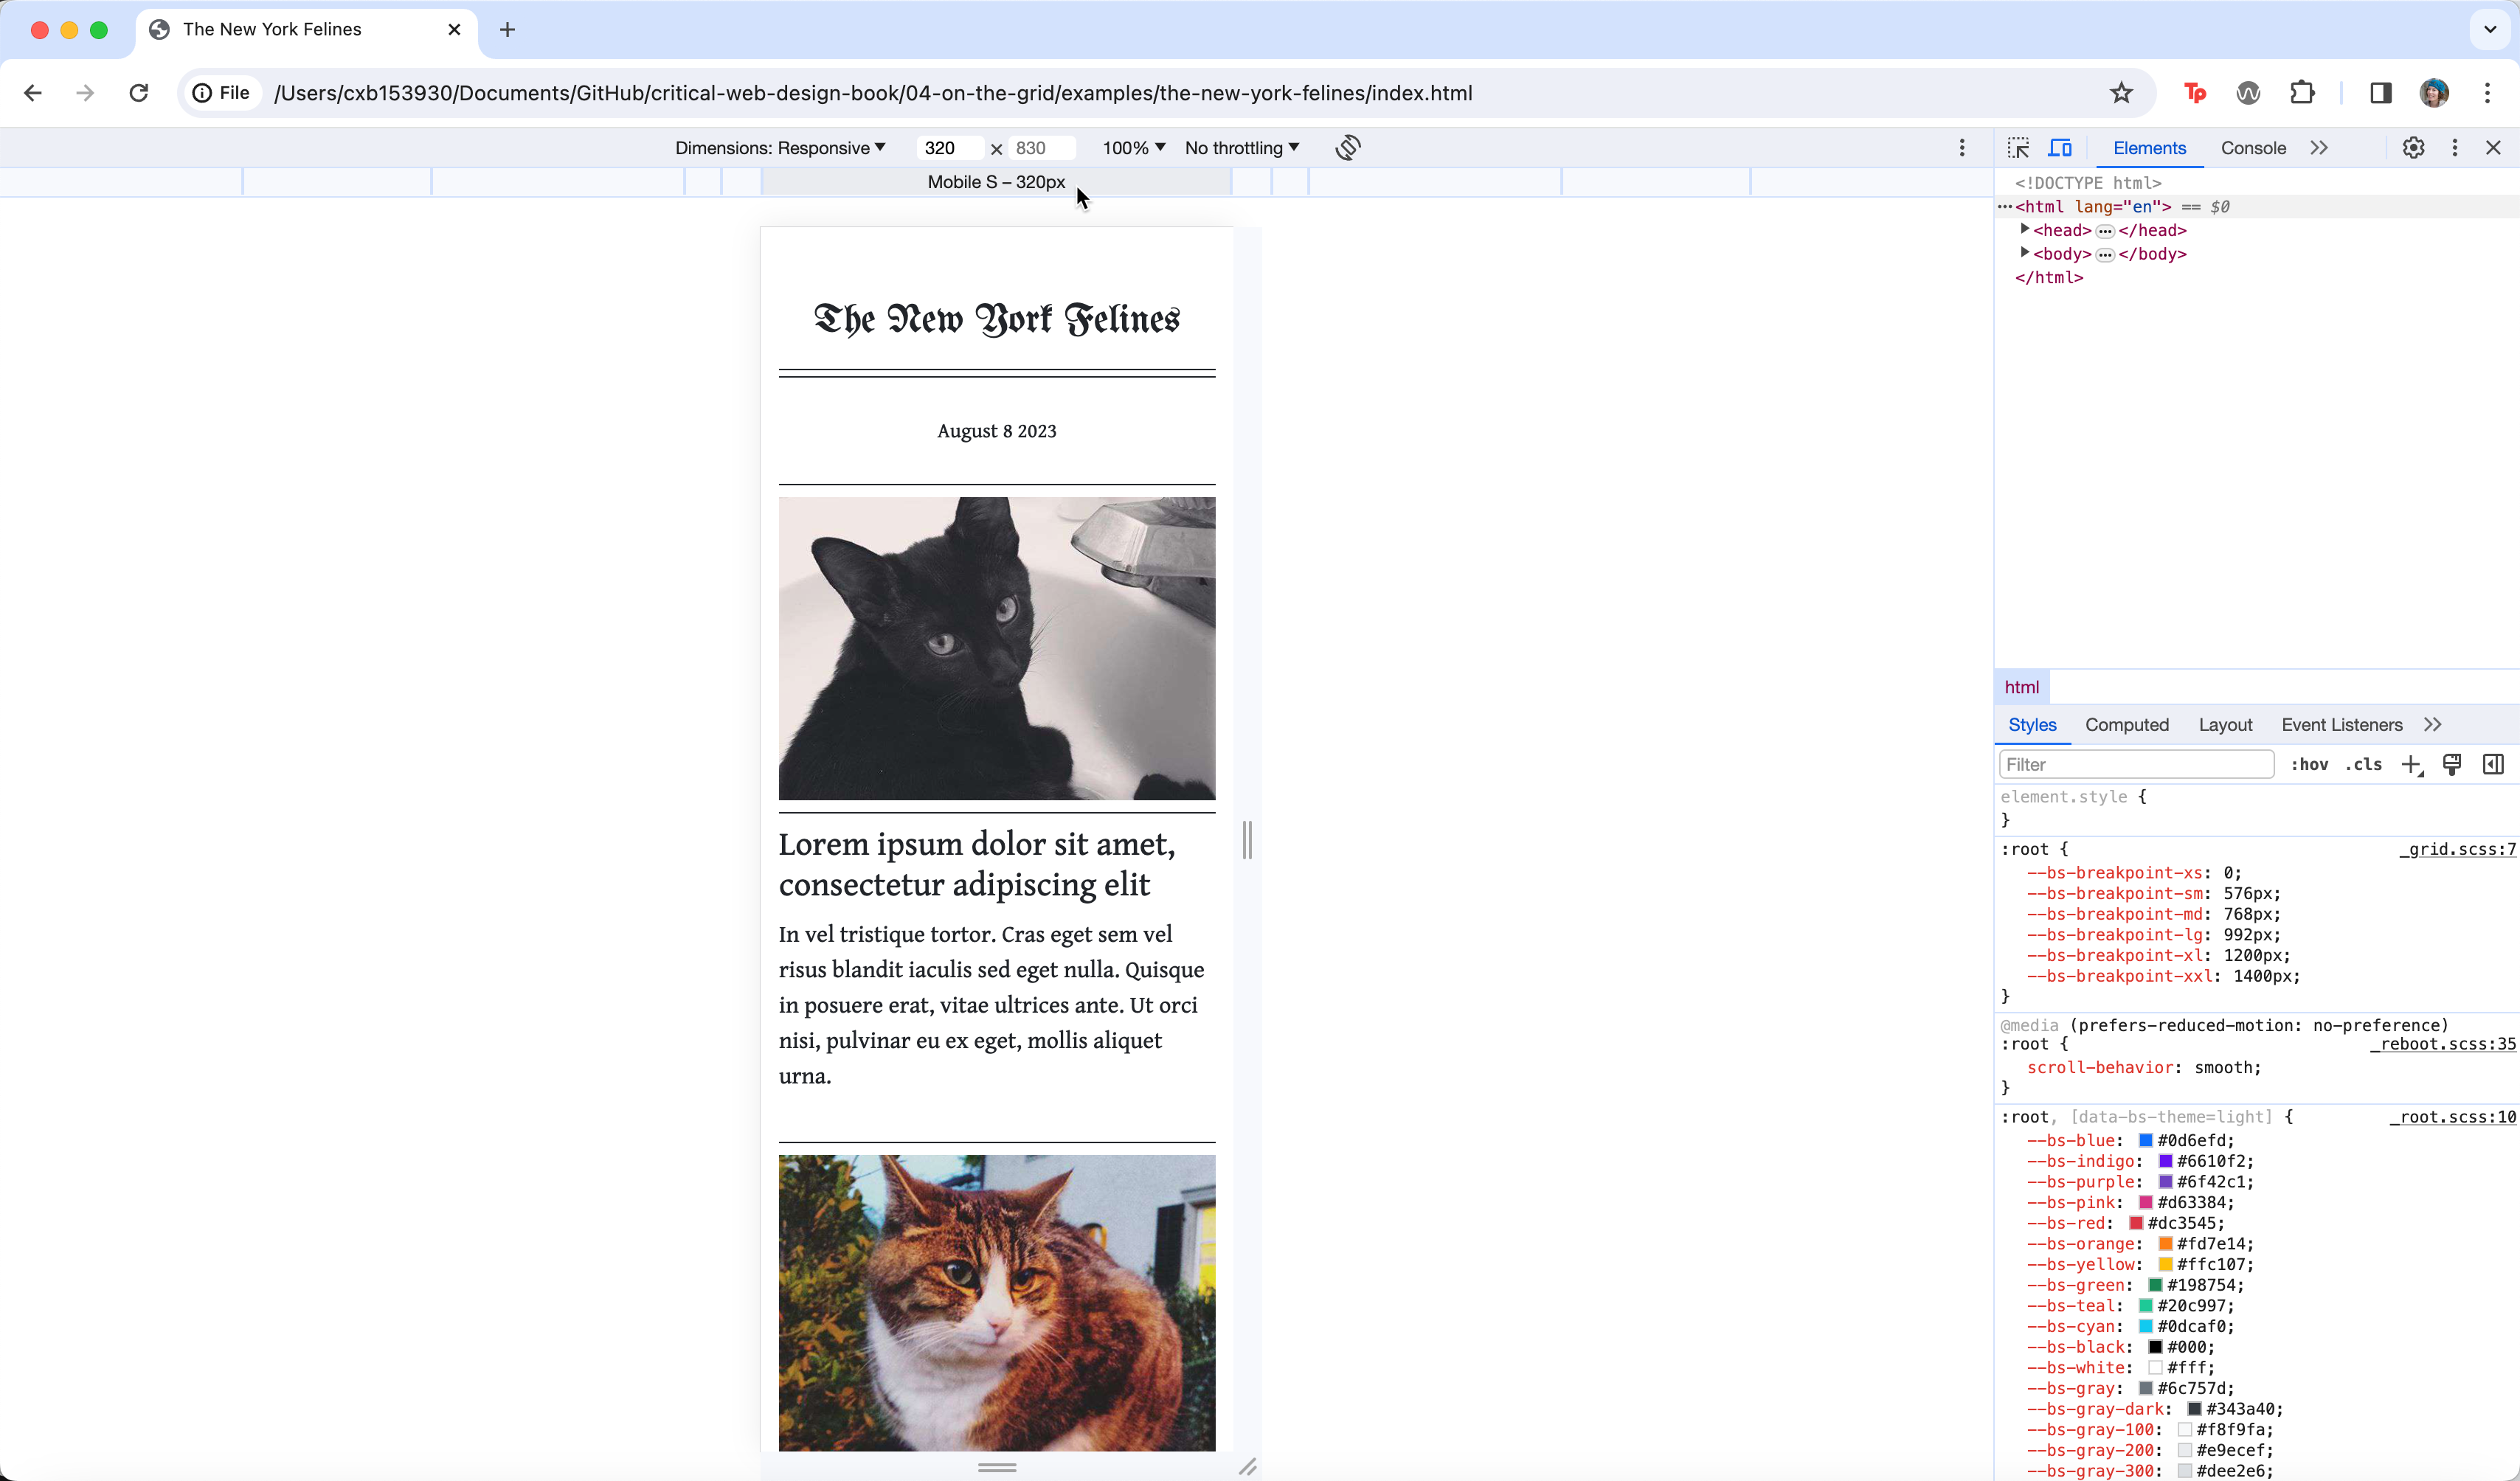 The New York Felines
File /Users/cxb153930/Documents/GitHub/critical-web-design-book/04-on-the-grid/examples/the-new-york-felines/index.html
Tp
Dimensions: Responsive 320 × 830 100% No throttling
Mobile S – 320px
The New York Felines
August 8 2023
Lorem ipsum dolor sit amet,
consectetur adipiscing elit
In vel tristique tortor. Cras eget sem vel
risus blandit iaculis sed eget nulla. Quisque
in posuere erat, vitae ultrices ante. Ut orci
nisi, pulvinar eu ex eget, mollis aliquet
urna.
Elements Console
<!DOCTYPE html>
<html lang="en"> == $0
<head> ... </head>
<body> ... </body>
</html>
html
Styles Computed Layout Event Listeners
Filter :hov .cls
element.style {
}
:root { _grid.scss:7
--bs-breakpoint-xs: 0;
--bs-breakpoint-sm: 576px;
--bs-breakpoint-md: 768px;
--bs-breakpoint-lg: 992px;
--bs-breakpoint-xl: 1200px;
--bs-breakpoint-xxl: 1400px;
}
@media (prefers-reduced-motion: no-preference)
:root { _reboot.scss:35
scroll-behavior: smooth;
}
:root, [data-bs-theme=light] { _root.scss:10
--bs-blue: #0d6efd;
--bs-indigo: #6610f2;
--bs-purple: #6f42c1;
--bs-pink: #d63384;
--bs-red: #dc3545;
--bs-orange: #fd7e14;
--bs-yellow: #ffc107;
--bs-green: #198754;
--bs-teal: #20c997;
--bs-cyan: #0dcaf0;
--bs-black: #000;
--bs-white: #fff;
--bs-gray: #6c757d;
--bs-gray-dark: #343a40;
--bs-gray-100: #f8f9fa;
--bs-gray-200: #e9ecef;
--bs-gray-300: #dee2e6;